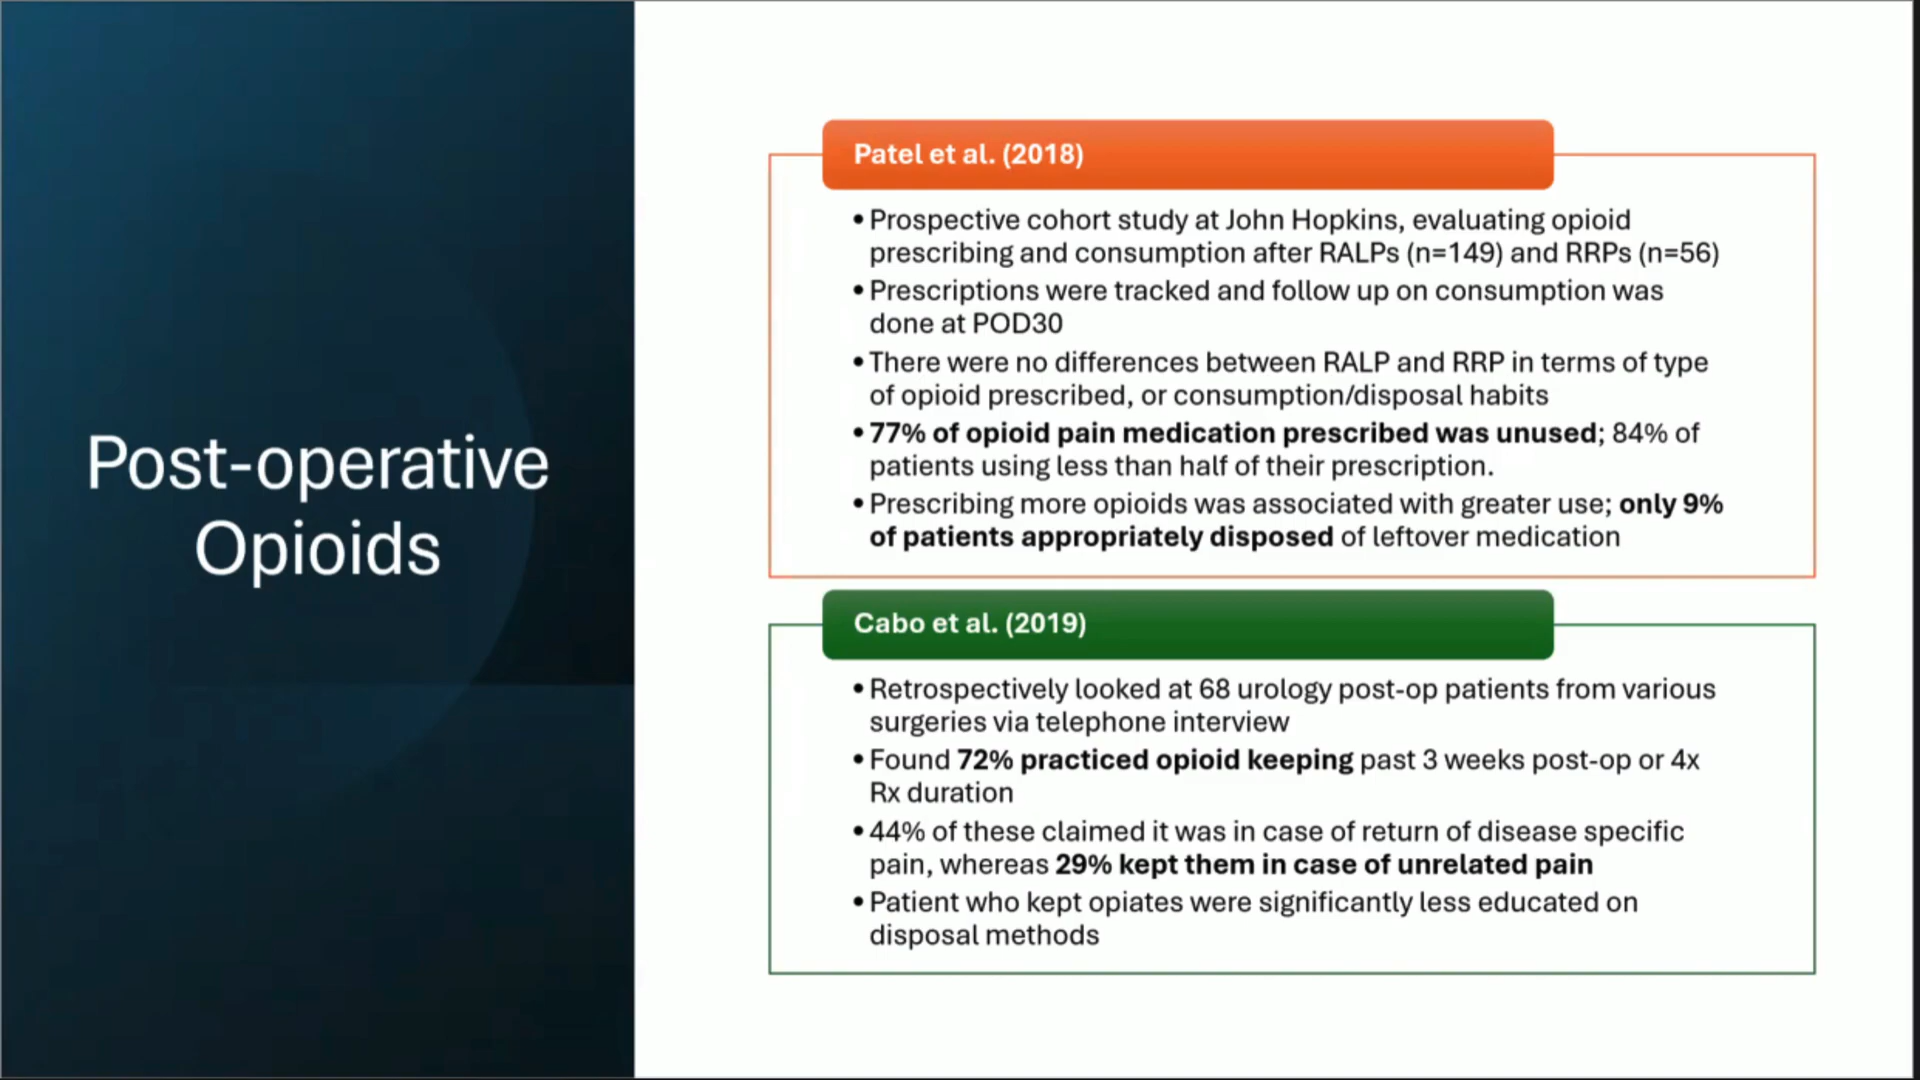 Post-operative
Opioids
Patel et al. (2018)
•Prospective cohort study at John Hopkins, evaluating opioid
prescribing and consumption after RALPs (n=149) and RRPs (n=56)
•Prescriptions were tracked and follow up on consumption was
done at POD30
•There were no differences between RALP and RRP in terms of type
of opioid prescribed, or consumption/disposal habits
•77% of opioid pain medication prescribed was unused; 84% of
patients using less than half of their prescription.
•Prescribing more opioids was associated with greater use; only 9%
of patients appropriately disposed of leftover medication
Cabo et al. (2019)
•Retrospectively looked at 68 urology post-op patients from various
surgeries via telephone interview
•Found 72% practiced opioid keeping past 3 weeks post-op or 4x
Rx duration
•44% of these claimed it was in case of return of disease specific
pain, whereas 29% kept them in case of unrelated pain
•Patient who kept opiates were significantly less educated on
disposal methods